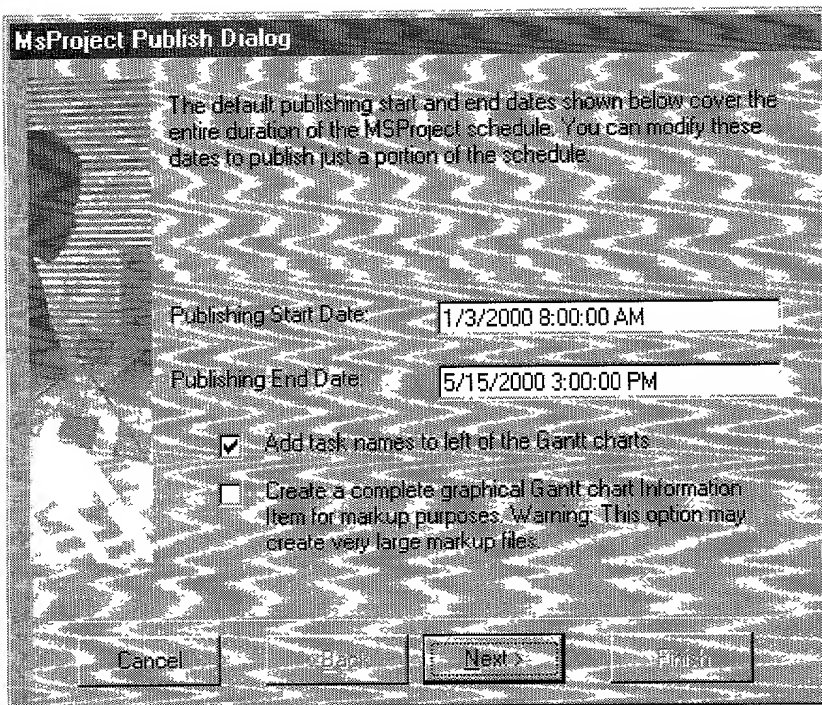 MsProject Publish Dialog
The default publishing start and end dates shown below cover the
entire duration of the MSProject schedule. You can modify these
dates to publish just a portion of the schedule.
Publishing Start Date:
1/3/2000 8:00:00 AM
Publishing End Date:
5/15/2000 3:00:00 PM
Add task names to left of the Gantt charts
Create a complete graphical Gantt chart Information
Item for markup purposes. Warning: This option may
create very large markup files.
Cancel
< Back
Next >
Finish